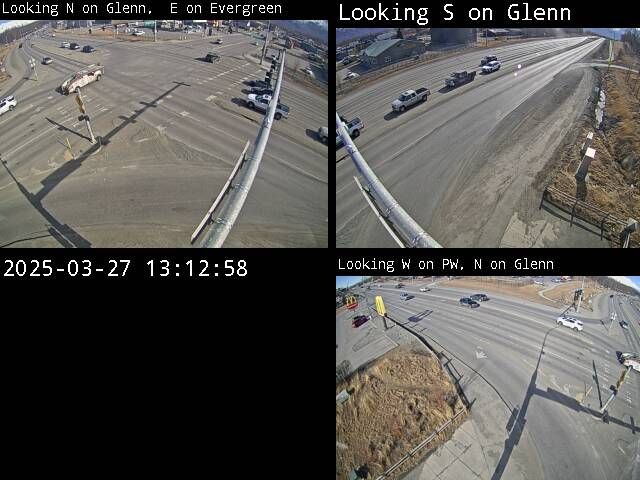 Looking N on Glenn,  E on Evergreen
Looking S on Glenn
2025-03-27 13:12:58
Looking W on PW, N on Glenn